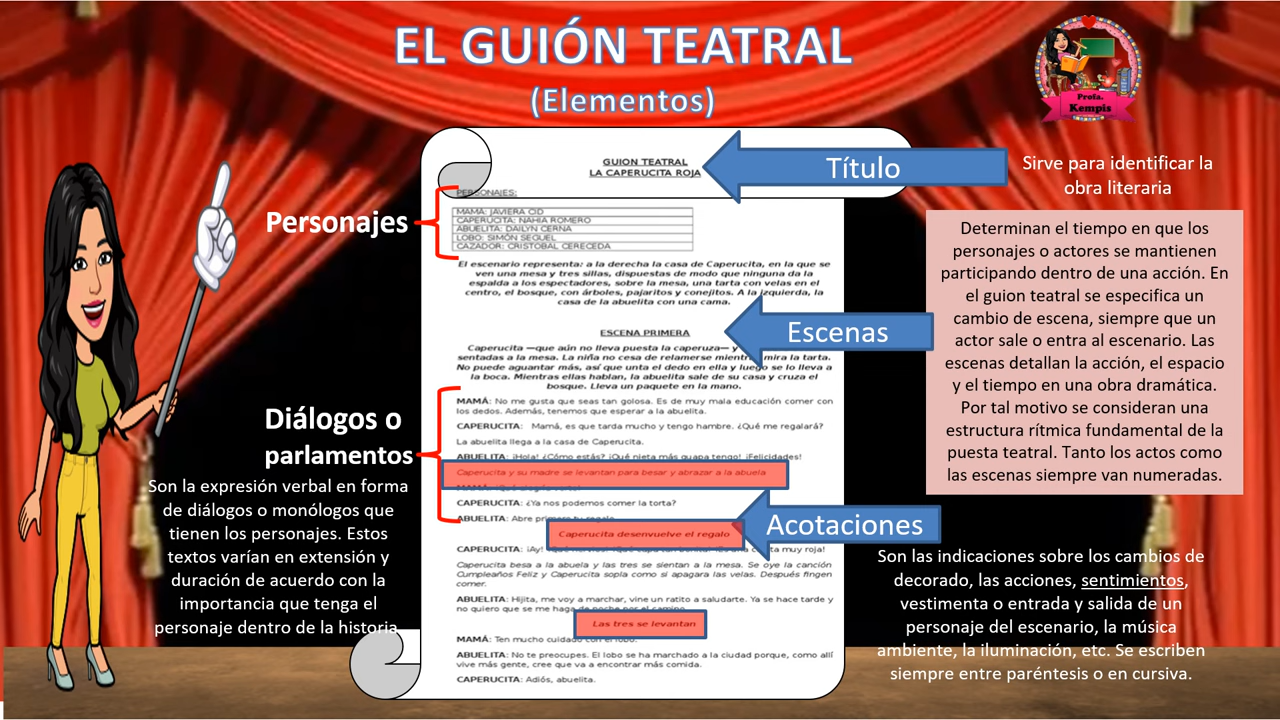 EL GUIÓN TEATRAL
(Elementos)
Profa.
Kempis
GUION TEATRAL
LA CAPERUCITA ROJA
Título
Sirve para identificar la
obra literaria
Personajes
PERSONAJES:
MAMÁ: JAVIERA CID
CAPERUCITA: NAHIA ROMERO
ABUELITA: DAILYN CERNA
LOBO: SIMÓN SEGUEL
CAZADOR: CRISTOBAL CERECEDA
El escenario representa: a la derecha la casa de Caperucita, en la que se
ven una mesa y tres sillas, dispuestas de modo que ninguna da la
espalda a los espectadores, sobre la mesa, una tarta con velas en el
centro, el bosque, con árboles, pajaritos y conejitos. A la izquierda, la
casa de la abuelita con una cama.
ESCENA PRIMERA
Escenas
Determinan el tiempo en que los
personajes o actores se mantienen
participando dentro de una acción. En
el guion teatral se especifica un
cambio de escena, siempre que un
actor sale o entra al escenario. Las
escenas detallan la acción, el espacio
y el tiempo en una obra dramática.
Por tal motivo se consideran una
estructura rítmica fundamental de la
puesta teatral. Tanto los actos como
las escenas siempre van numeradas.
Caperucita —que aún no lleva puesta la caperuza— y
sentadas a la mesa. La niña no cesa de relamerse mientr mira la tarta.
No puede aguantar más, así que unta el dedo en ella y luego se lo lleva a
la boca. Mientras ellas hablan, la abuelita sale de su casa y cruza el
bosque. Lleva un paquete en la mano.
Diálogos o
parlamentos
Son la expresión verbal en forma
de diálogos o monólogos que
tienen los personajes. Estos
textos varían en extensión y
duración de acuerdo con la
importancia que tenga el
personaje dentro de la historia.
MAMÁ: No me gusta que seas tan golosa. Es de muy mala educación comer con
los dedos. Además, tenemos que esperar a la abuelita.
CAPERUCITA: Mamá, es que tarda mucho y tengo hambre. ¿Qué me regalará?
La abuelita llega a la casa de Caperucita.
ABUELITA: ¡Hola! ¿Cómo estás? ¡Qué nieta más guapa tengo! ¡Felicidades!
Caperucita y su madre se levantan para besar y abrazar a la abuela
CAPERUCITA: ¿Ya nos podemos comer la torta?
ABUELITA: Abre primero tu regalo.
Caperucita desenvuelve el regalo
Acotaciones
Son las indicaciones sobre los cambios de
decorado, las acciones, sentimientos,
vestimenta o entrada y salida de un
personaje del escenario, la música
ambiente, la iluminación, etc. Se escriben
siempre entre paréntesis o en cursiva.
CAPERUCITA: ¡Ay! muy roja!
Caperucita besa a la abuela y las tres se sientan a la mesa. Se oye la canción
Cumpleaños Feliz y Caperucita sopla como si apagara las velas. Después fingen
comer.
ABUELITA: Hijita, me voy a marchar, vine un ratito a saludarte. Ya se hace tarde y
no quiero que se me haga de noche por el camino.
Las tres se levantan
MAMÁ: Ten mucho cuidado con el lobo.
ABUELITA: No te preocupes. El lobo se ha marchado a la ciudad porque, como allí
vive más gente, cree que va a encontrar más comida.
CAPERUCITA: Adiós, abuelita.